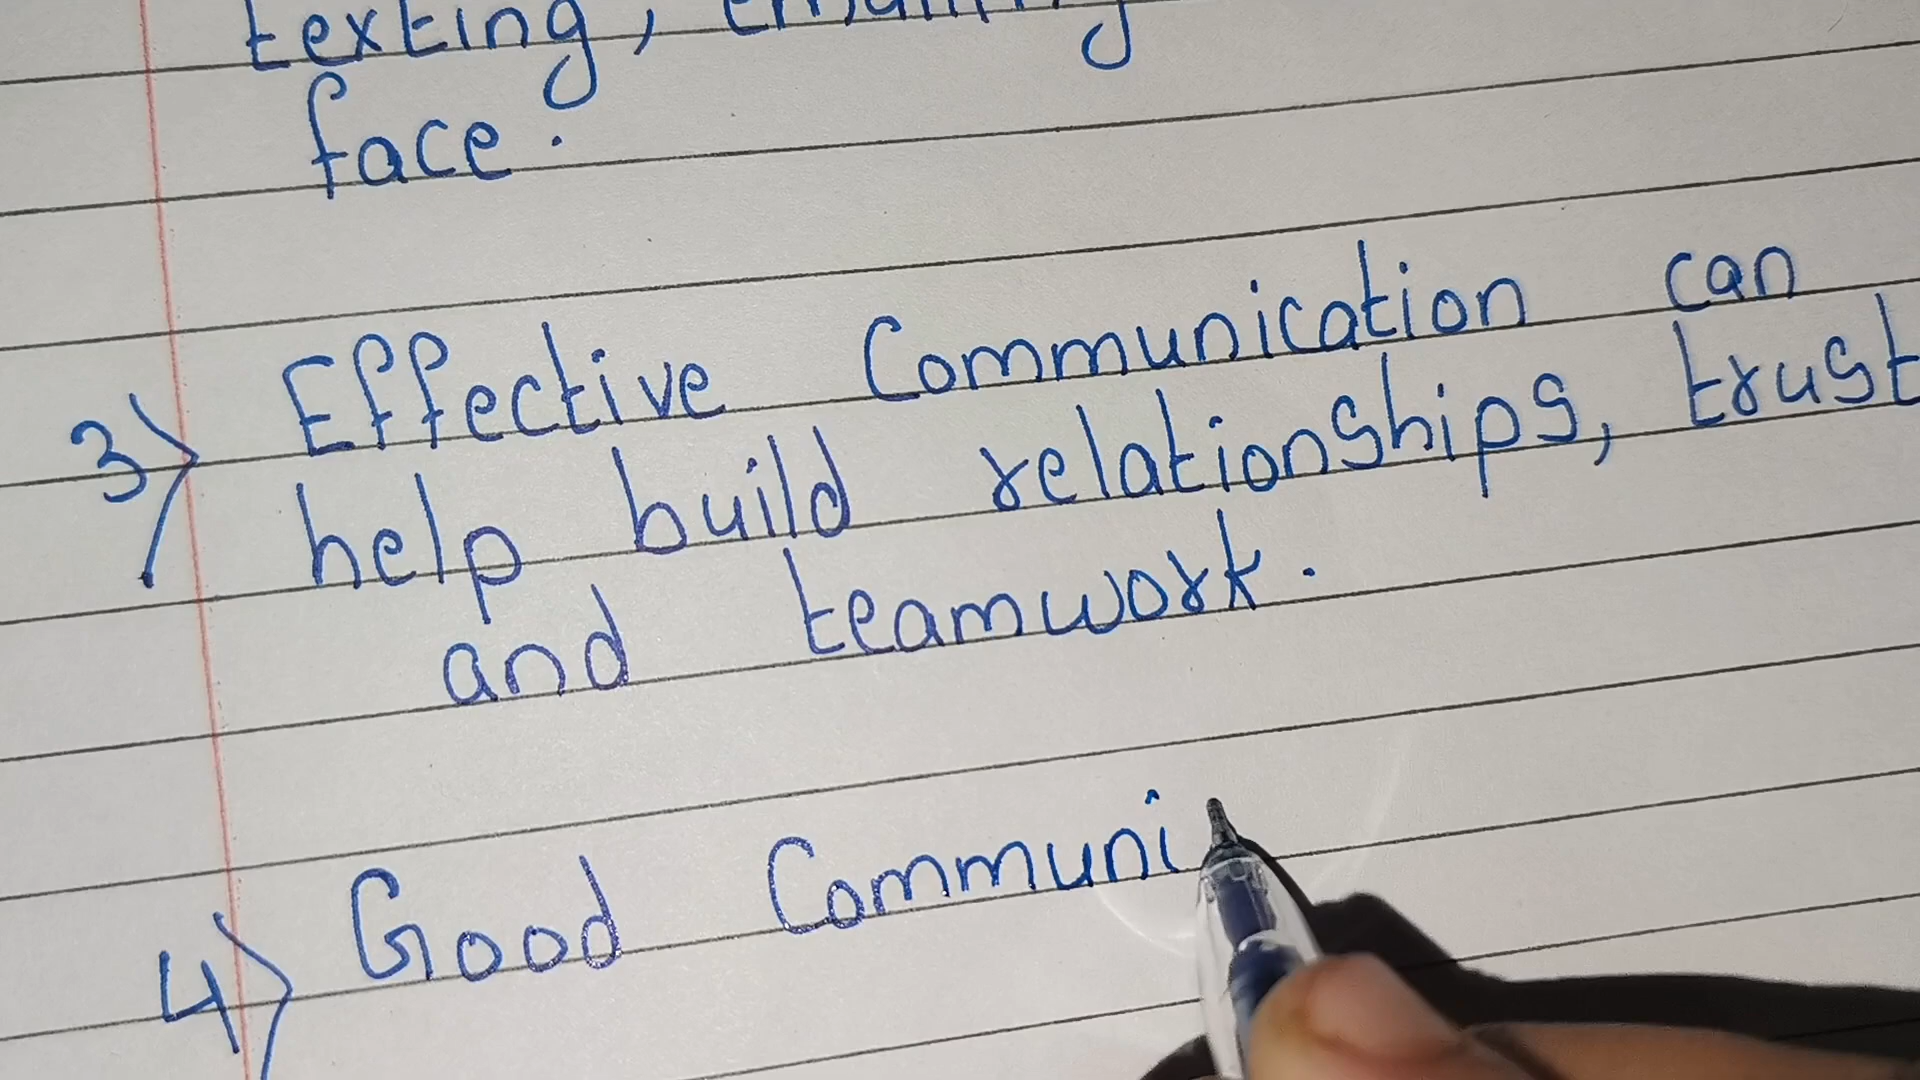 texting,
face.
3) Effective Communication can
help build relationships, trust
and teamwork.
4) Good Communi